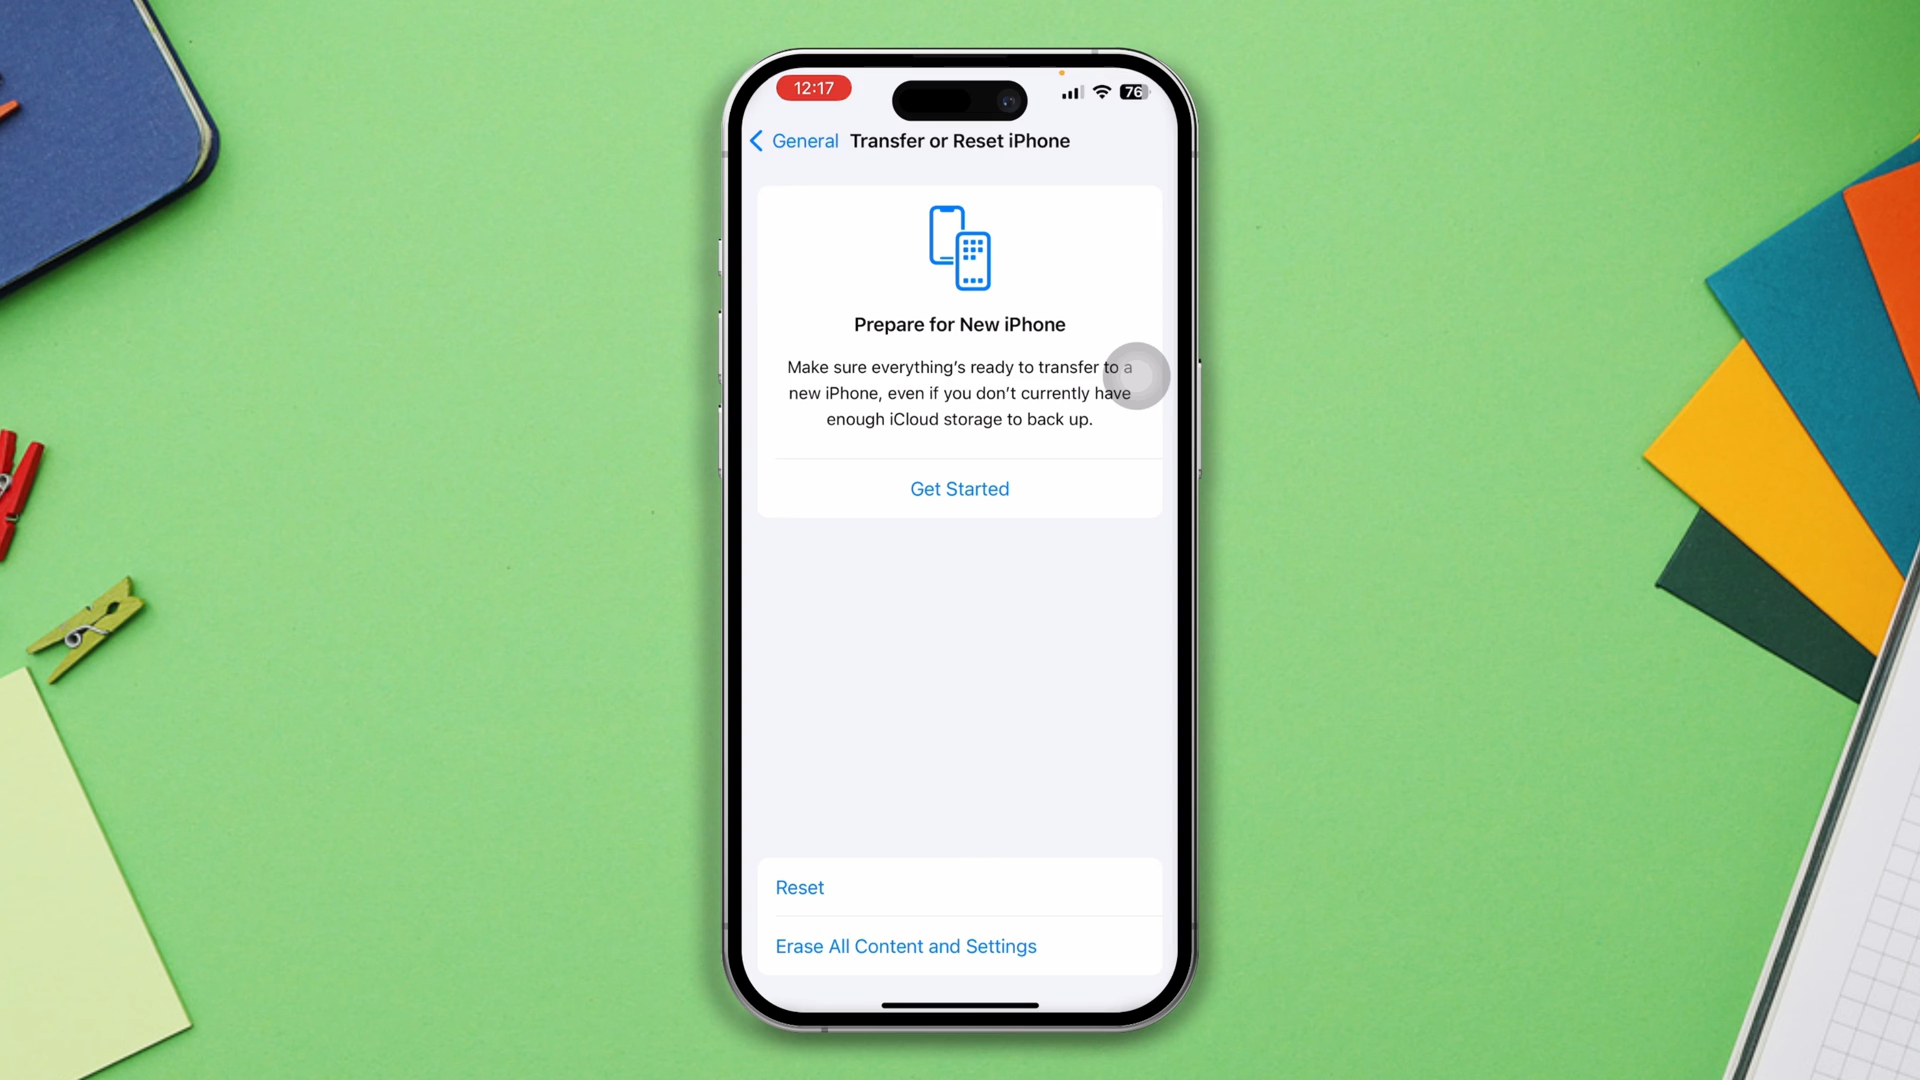 12:17
76
General Transfer or Reset iPhone
Prepare for New iPhone
Make sure everything's ready to transfer to a
new iPhone, even if you don't currently have
enough iCloud storage to back up.
Get Started
Reset
Erase All Content and Settings